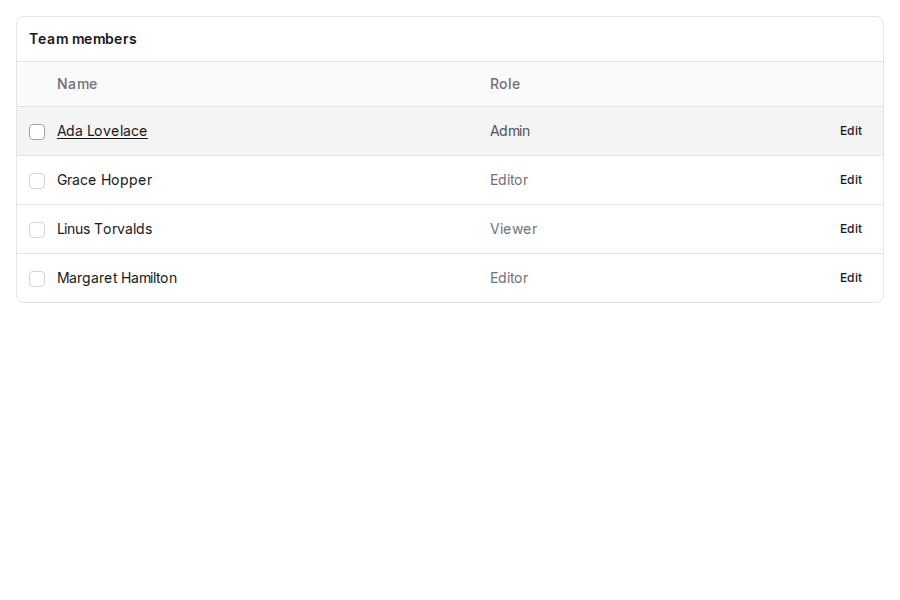 Team members
Name Role
Ada Lovelace Admin Edit
Grace Hopper Editor Edit
Linus Torvalds Viewer Edit
Margaret Hamilton Editor Edit